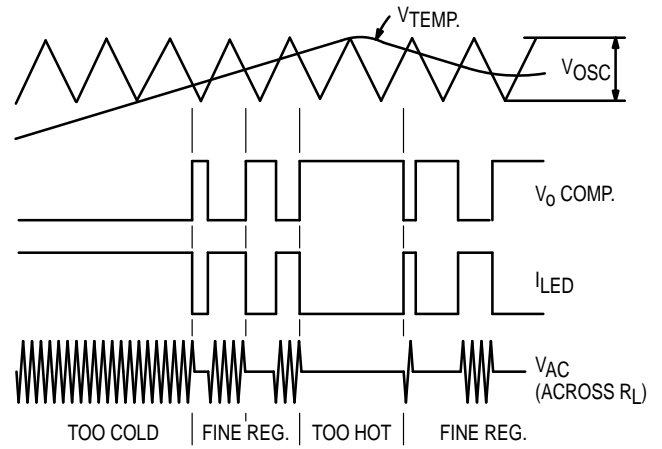 VTEMP.
VOSC
Vo COMP.
ILED
VAC
(ACROSS RL)
TOO COLD
FINE REG.
TOO HOT
FINE REG.